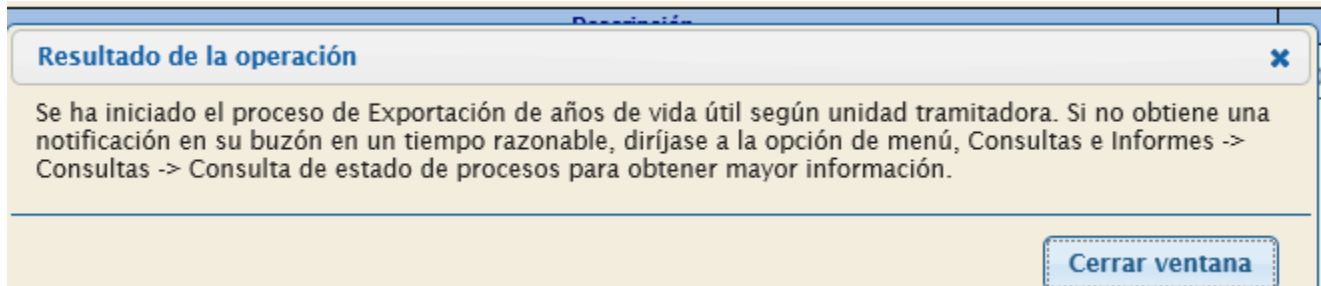 Descripción
Resultado de la operación
Se ha iniciado el proceso de Exportación de años de vida útil según unidad tramitadora. Si no obtiene una
notificación en su buzón en un tiempo razonable, diríjase a la opción de menú, Consultas e Informes ->
Consultas -> Consulta de estado de procesos para obtener mayor información.
Cerrar ventana